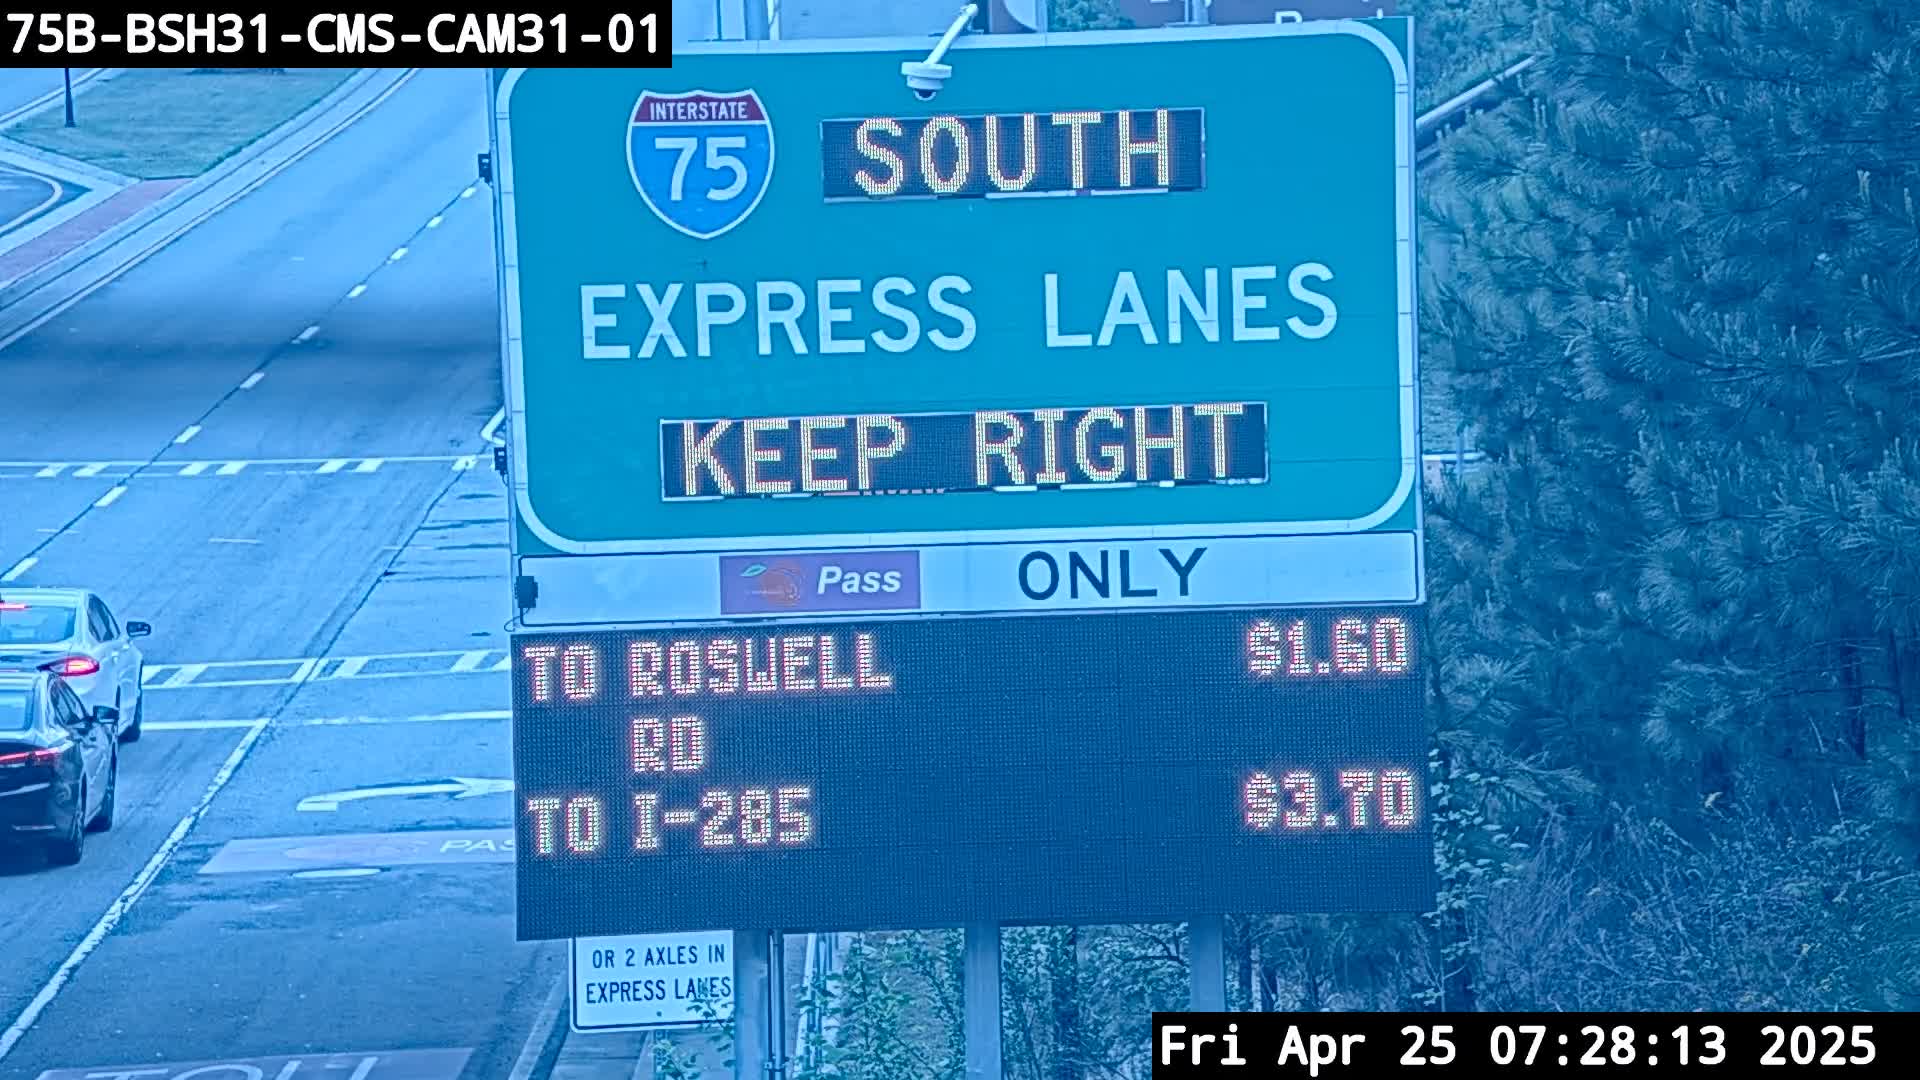 75B-BSH31-CMS-CAM31-01
INTERSTATE
75
SOUTH
EXPRESS LANES
KEEP RIGHT
Pass ONLY
TO ROSWELL $1.60
RD
TO I-285 $3.70
OR 2 AXLES IN
EXPRESS LANES
Fri Apr 25 07:28:13 2025